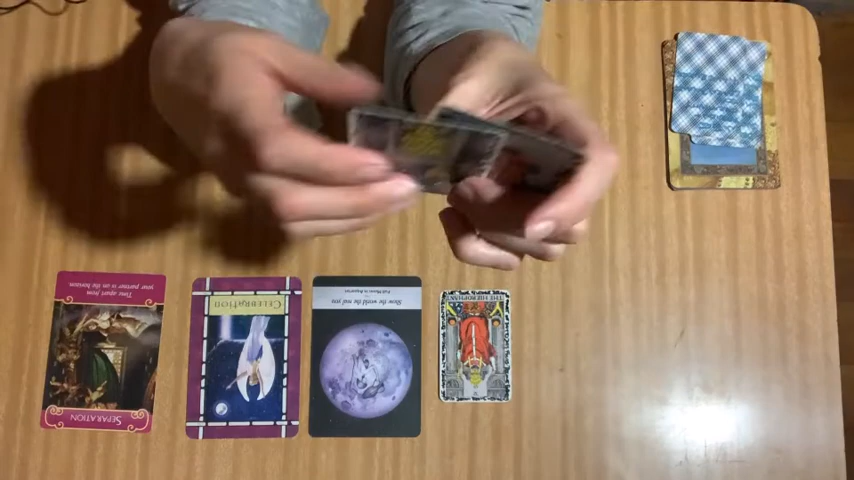 Time apart from
your partner is on the horizon.
SEPARATION
CELEBRATION
Show the world the real you
Full Moon in Aquarius
THE HIEROPHANT